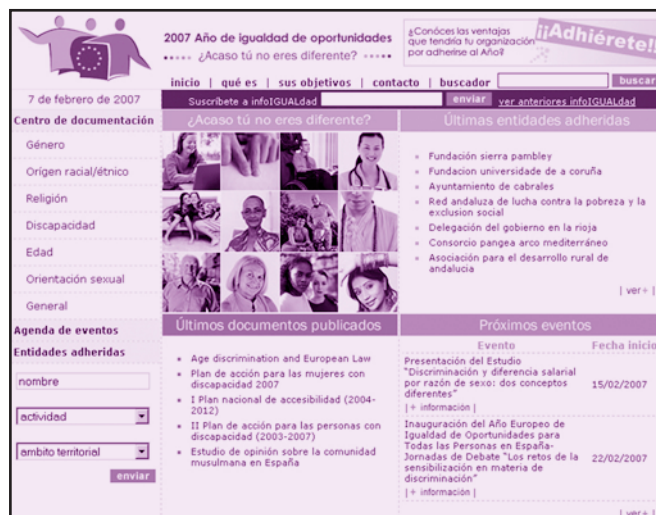 2007 Año de igualdad de oportunidades
¿Acaso tú no eres diferente?
¿Conóces las ventajas
que tendría tu organización
por adherirse al Año?
¡¡Adhiérete!!
inicio | qué es | sus objetivos | contacto | buscador
buscar
7 de febrero de 2007
Suscríbete a infoIGUALdad
enviar
ver anteriores infoIGUALdad
Centro de documentación
Género
Orígen racial/étnico
Religión
Discapacidad
Edad
Orientación sexual
General
Agenda de eventos
Entidades adheridas
nombre
actividad
ambito territorial
enviar
¿Acaso tú no eres diferente?
Últimas entidades adheridas
Fundación sierra pambley
Fundacion universidade de a coruña
Ayuntamiento de cabrales
Red andaluza de lucha contra la pobreza y la
exclusion social
Delegación del gobierno en la rioja
Consorcio pangea arco mediterráneo
Asociación para el desarrollo rural de
andalucia
| ver+ |
Últimos documentos publicados
Age discrimination and European Law
Plan de acción para las mujeres con
discapacidad 2007
I Plan nacional de accesibilidad (2004-
2012)
II Plan de acción para las personas con
discapacidad (2003-2007)
Estudio de opinión sobre la comunidad
musulmana en España
Próximos eventos
Evento Fecha inicio
Presentación del Estudio
"Discriminación y diferencia salarial
por razón de sexo: dos conceptos
diferentes"
15/02/2007
|+ información |
Inauguración del Año Europeo de
Igualdad de Oportunidades para
Todas las Personas en España-
Jornadas de Debate "Los retos de la
sensibilización en materia de
discriminación"
22/02/2007
|+ información |
| ver+ |